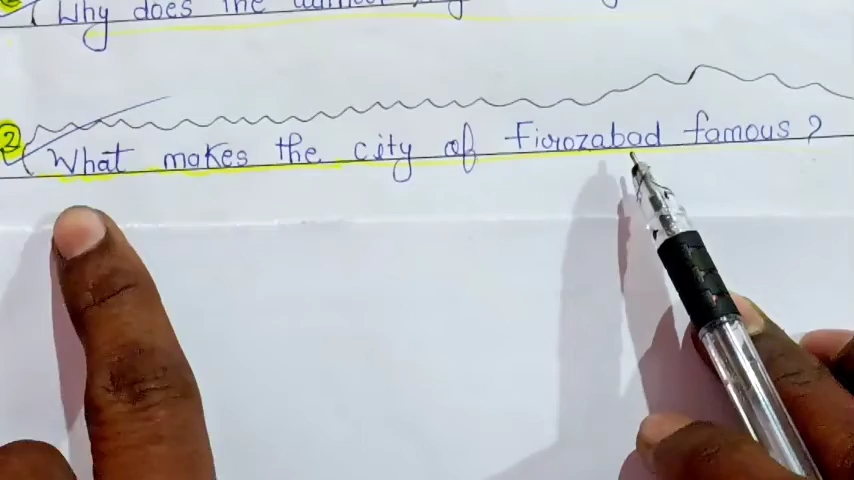 Why does the
2 What makes the city of Firozabad famous?